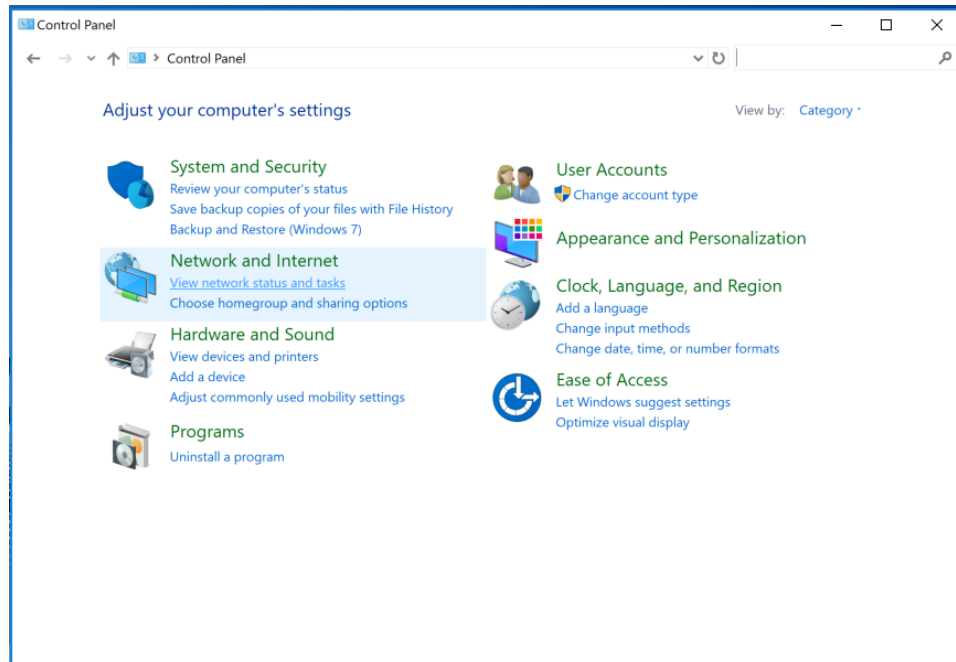 Control Panel
Control Panel
Adjust your computer's settings
View by: Category
System and Security
Review your computer's status
Save backup copies of your files with File History
Backup and Restore (Windows 7)
Network and Internet
View network status and tasks
Choose homegroup and sharing options
Hardware and Sound
View devices and printers
Add a device
Adjust commonly used mobility settings
Programs
Uninstall a program
User Accounts
Change account type
Appearance and Personalization
Clock, Language, and Region
Add a language
Change input methods
Change date, time, or number formats
Ease of Access
Let Windows suggest settings
Optimize visual display